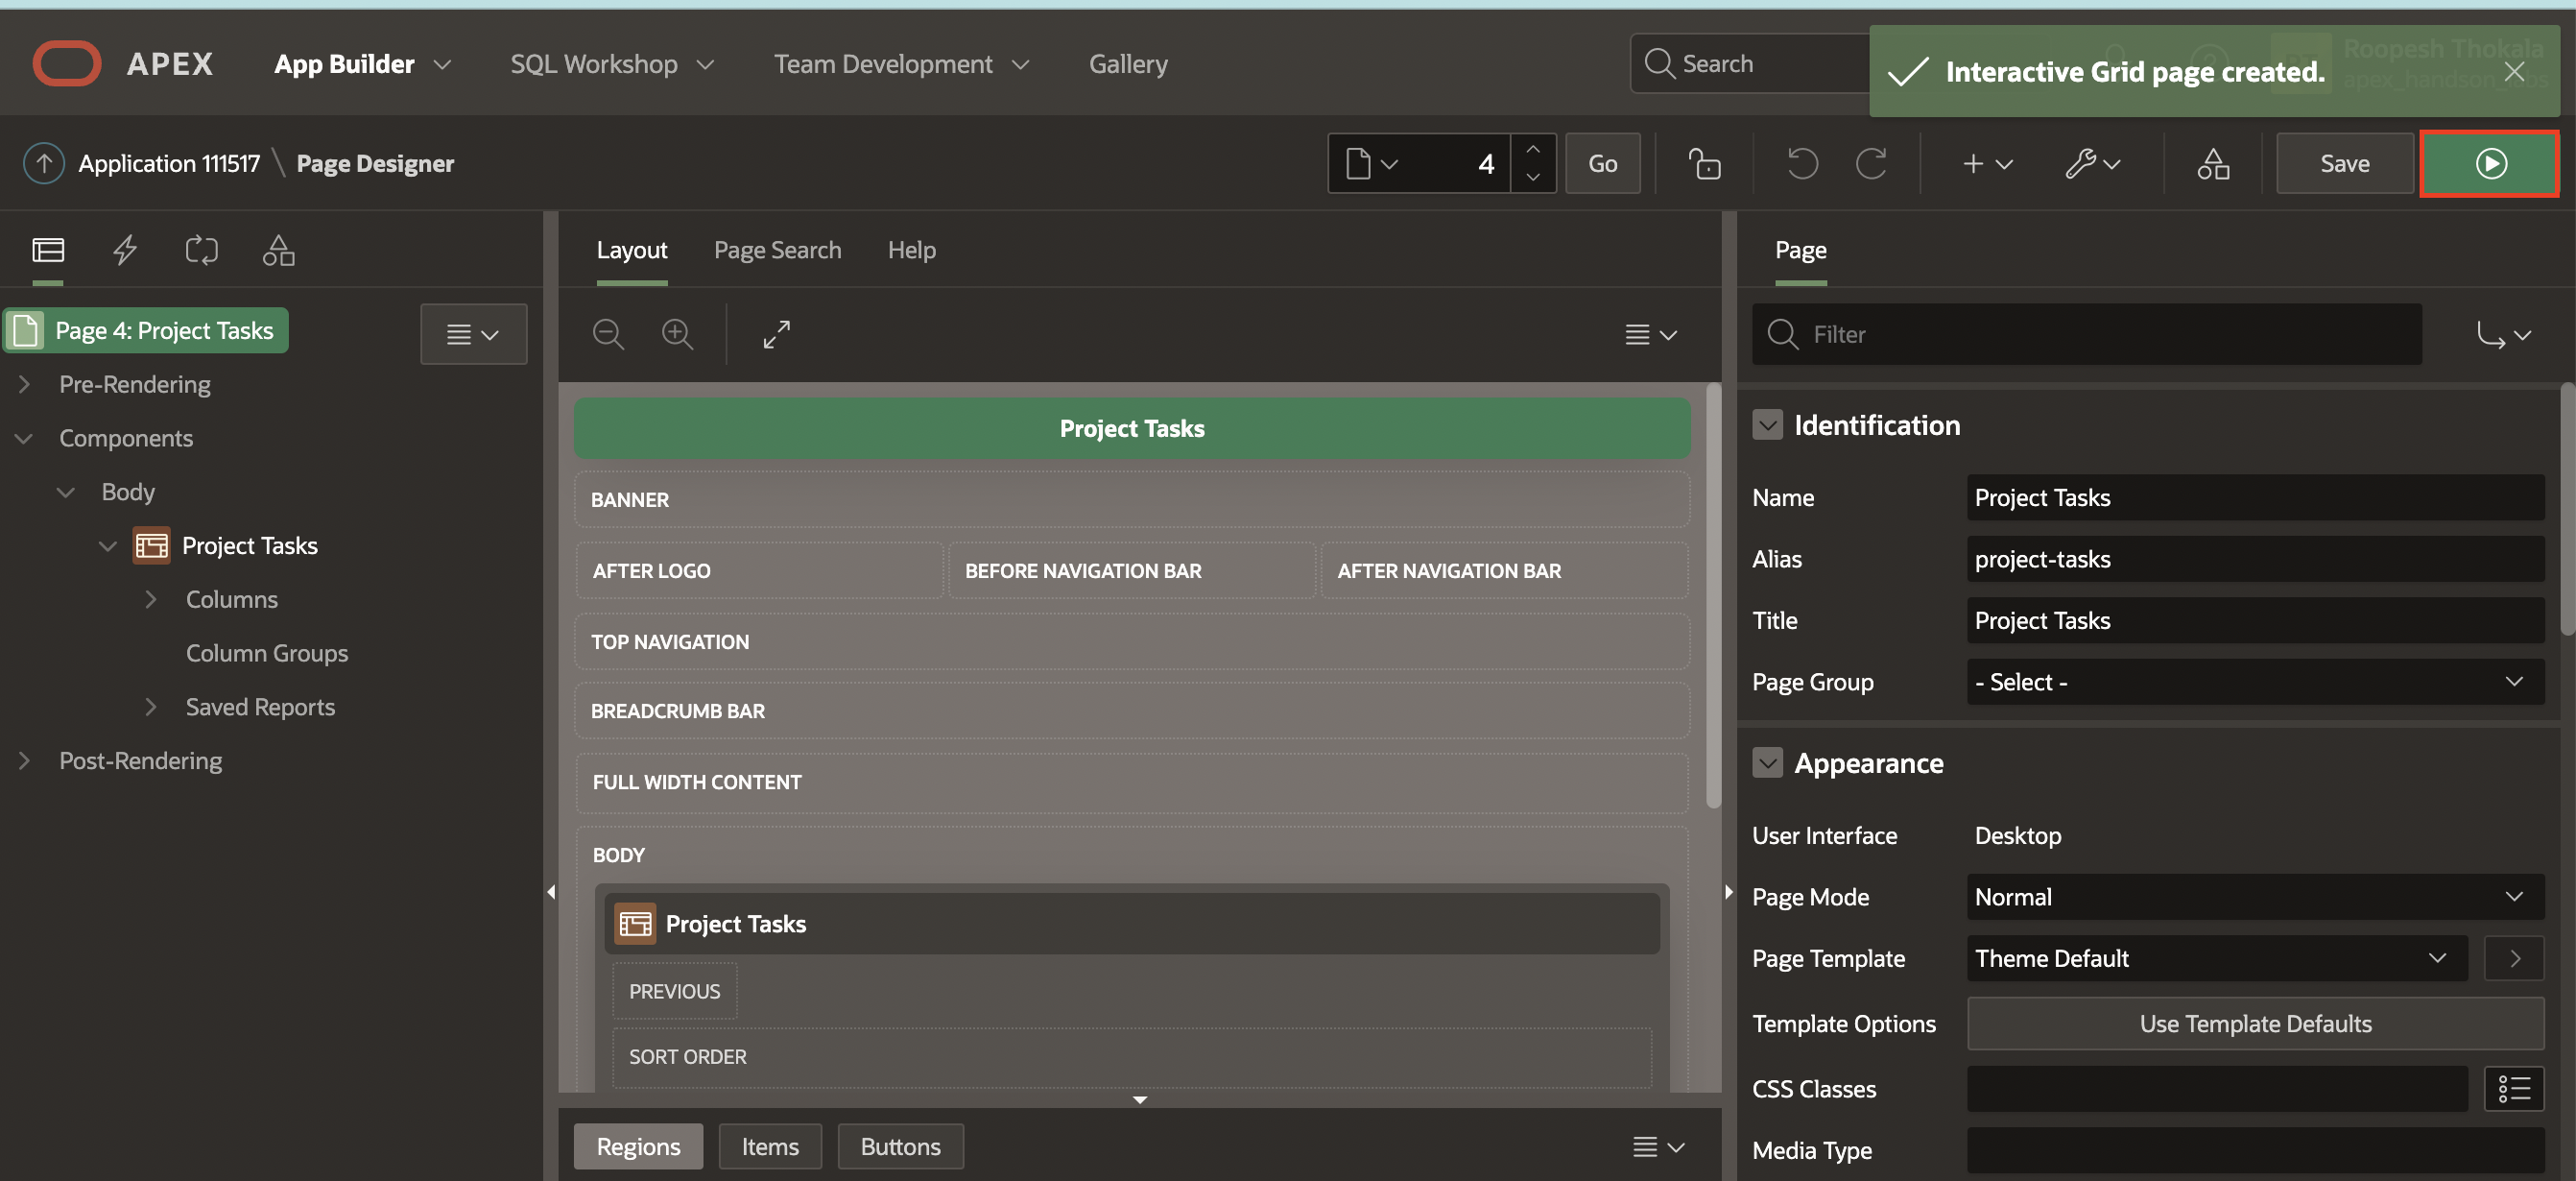 APEX App Builder SQL Workshop Team Development Gallery Search
Interactive Grid page created.
Roopesh Thokala
apex_handson_labs
Application 111517 \ Page Designer 4 Go Save
Page 4: Project Tasks
Pre-Rendering
Components
Body
Project Tasks
Columns
Column Groups
Saved Reports
Post-Rendering
Layout Page Search Help
Project Tasks
BANNER
AFTER LOGO BEFORE NAVIGATION BAR AFTER NAVIGATION BAR
TOP NAVIGATION
BREADCRUMB BAR
FULL WIDTH CONTENT
BODY
Project Tasks
PREVIOUS
SORT ORDER
Regions Items Buttons
Page
Filter
Identification
Name Project Tasks
Alias project-tasks
Title Project Tasks
Page Group - Select -
Appearance
User Interface Desktop
Page Mode Normal
Page Template Theme Default
Template Options Use Template Defaults
CSS Classes
Media Type